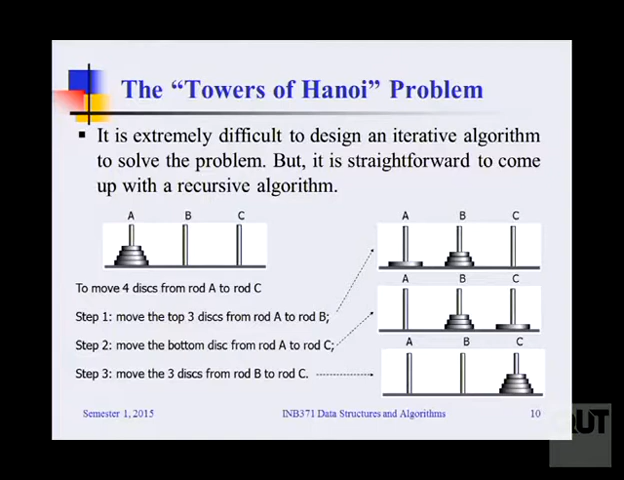 The “Towers of Hanoi” Problem
▪ It is extremely difficult to design an iterative algorithm
to solve the problem. But, it is straightforward to come
up with a recursive algorithm.
A B C
A B C
To move 4 discs from rod A to rod C
A B C
Step 1: move the top 3 discs from rod A to rod B;
Step 2: move the bottom disc from rod A to rod C;
A B C
Step 3: move the 3 discs from rod B to rod C.
Semester 1, 2015 INB371 Data Structures and Algorithms 10
QUT